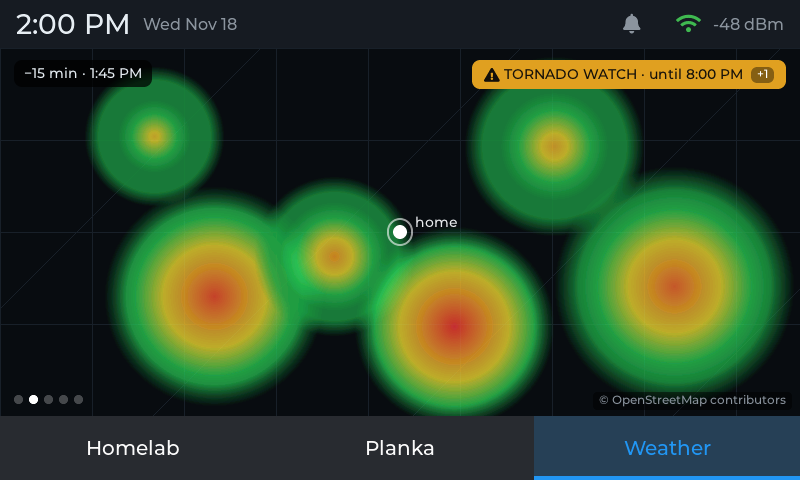 2:00 PM Wed Nov 18 -48 dBm
−15 min · 1:45 PM
TORNADO WATCH · until 8:00 PM +1
home
© OpenStreetMap contributors
Homelab Planka Weather